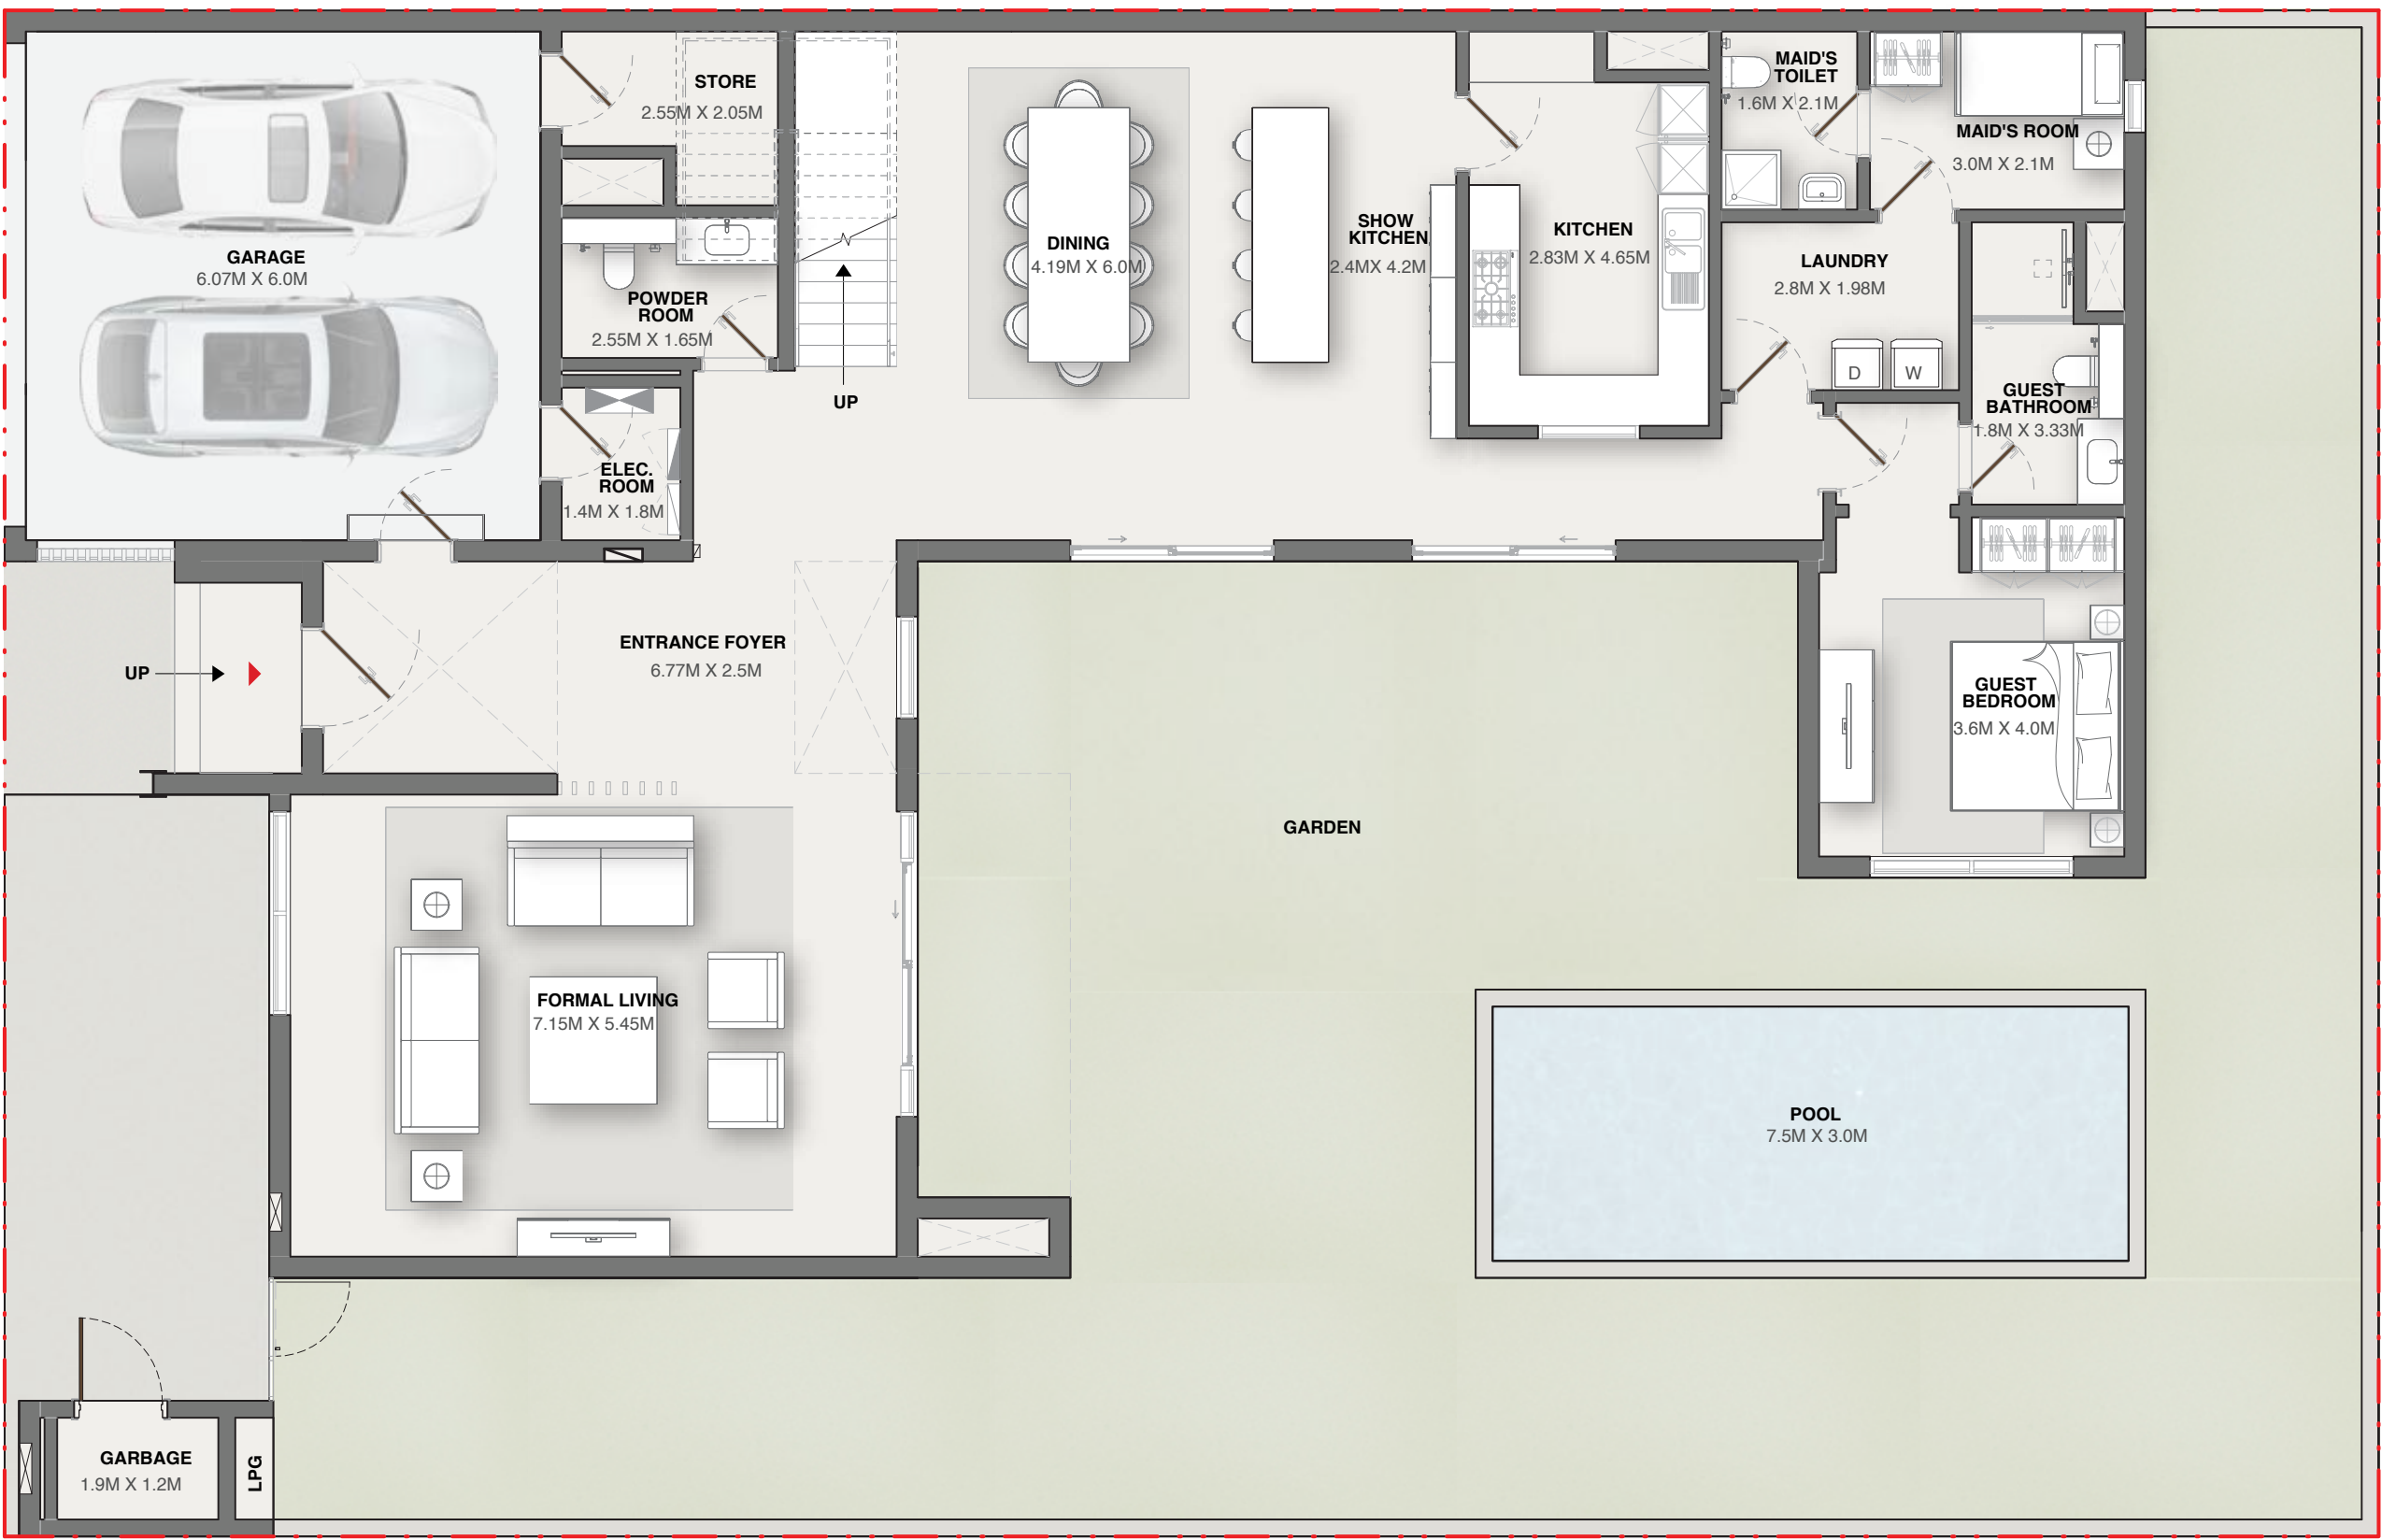 STORE
2.55M X 2.05M
MAID'S
TOILET
1.6M X 2.1M
MAID'S ROOM
3.0M X 2.1M
GARAGE
6.07M X 6.0M
POWDER
ROOM
2.55M X 1.65M
UP
DINING
4.19M X 6.0M
SHOW
KITCHEN
2.4MX 4.2M
KITCHEN
2.83M X 4.65M
LAUNDRY
2.8M X 1.98M
D
W
GUEST
BATHROOM
1.8M X 3.33M
ELEC.
ROOM
1.4M X 1.8M
UP
ENTRANCE FOYER
6.77M X 2.5M
GUEST
BEDROOM
3.6M X 4.0M
GARDEN
FORMAL LIVING
7.15M X 5.45M
POOL
7.5M X 3.0M
GARBAGE
1.9M X 1.2M
LPG